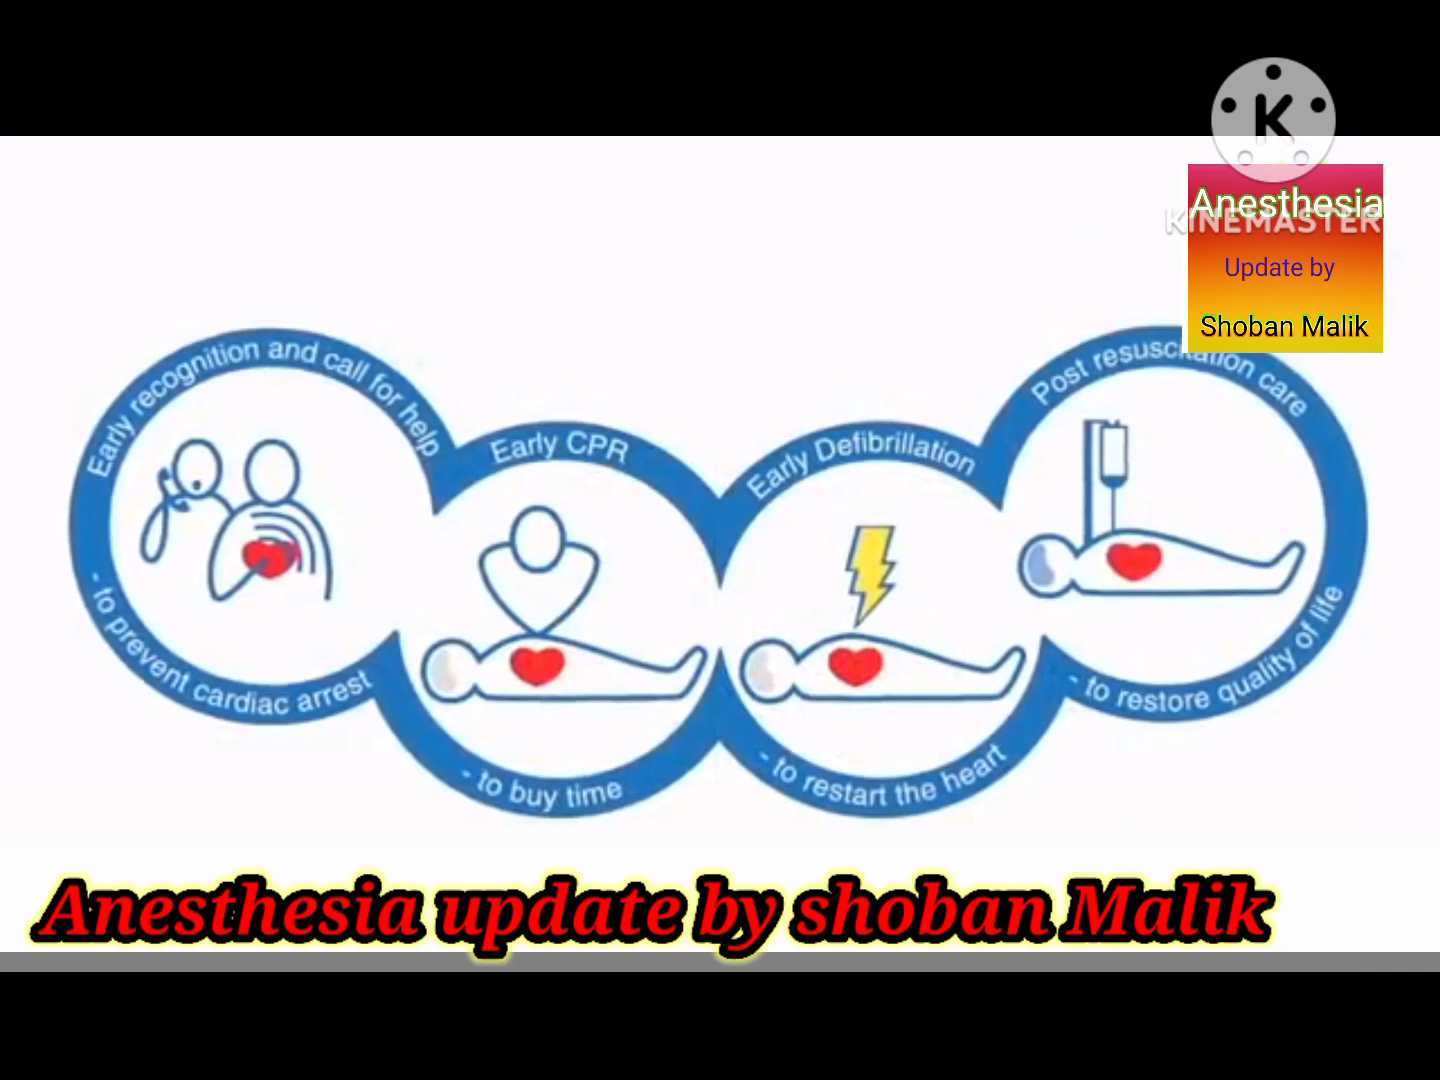 K
KINEMASTER
Anesthesia
Update by
Shoban Malik
Early recognition and call for help
- to prevent cardiac arrest
Early CPR
- to buy time
Early Defibrillation
- to restart the heart
Post resuscitation care
- to restore quality of life
Anesthesia update by shoban Malik